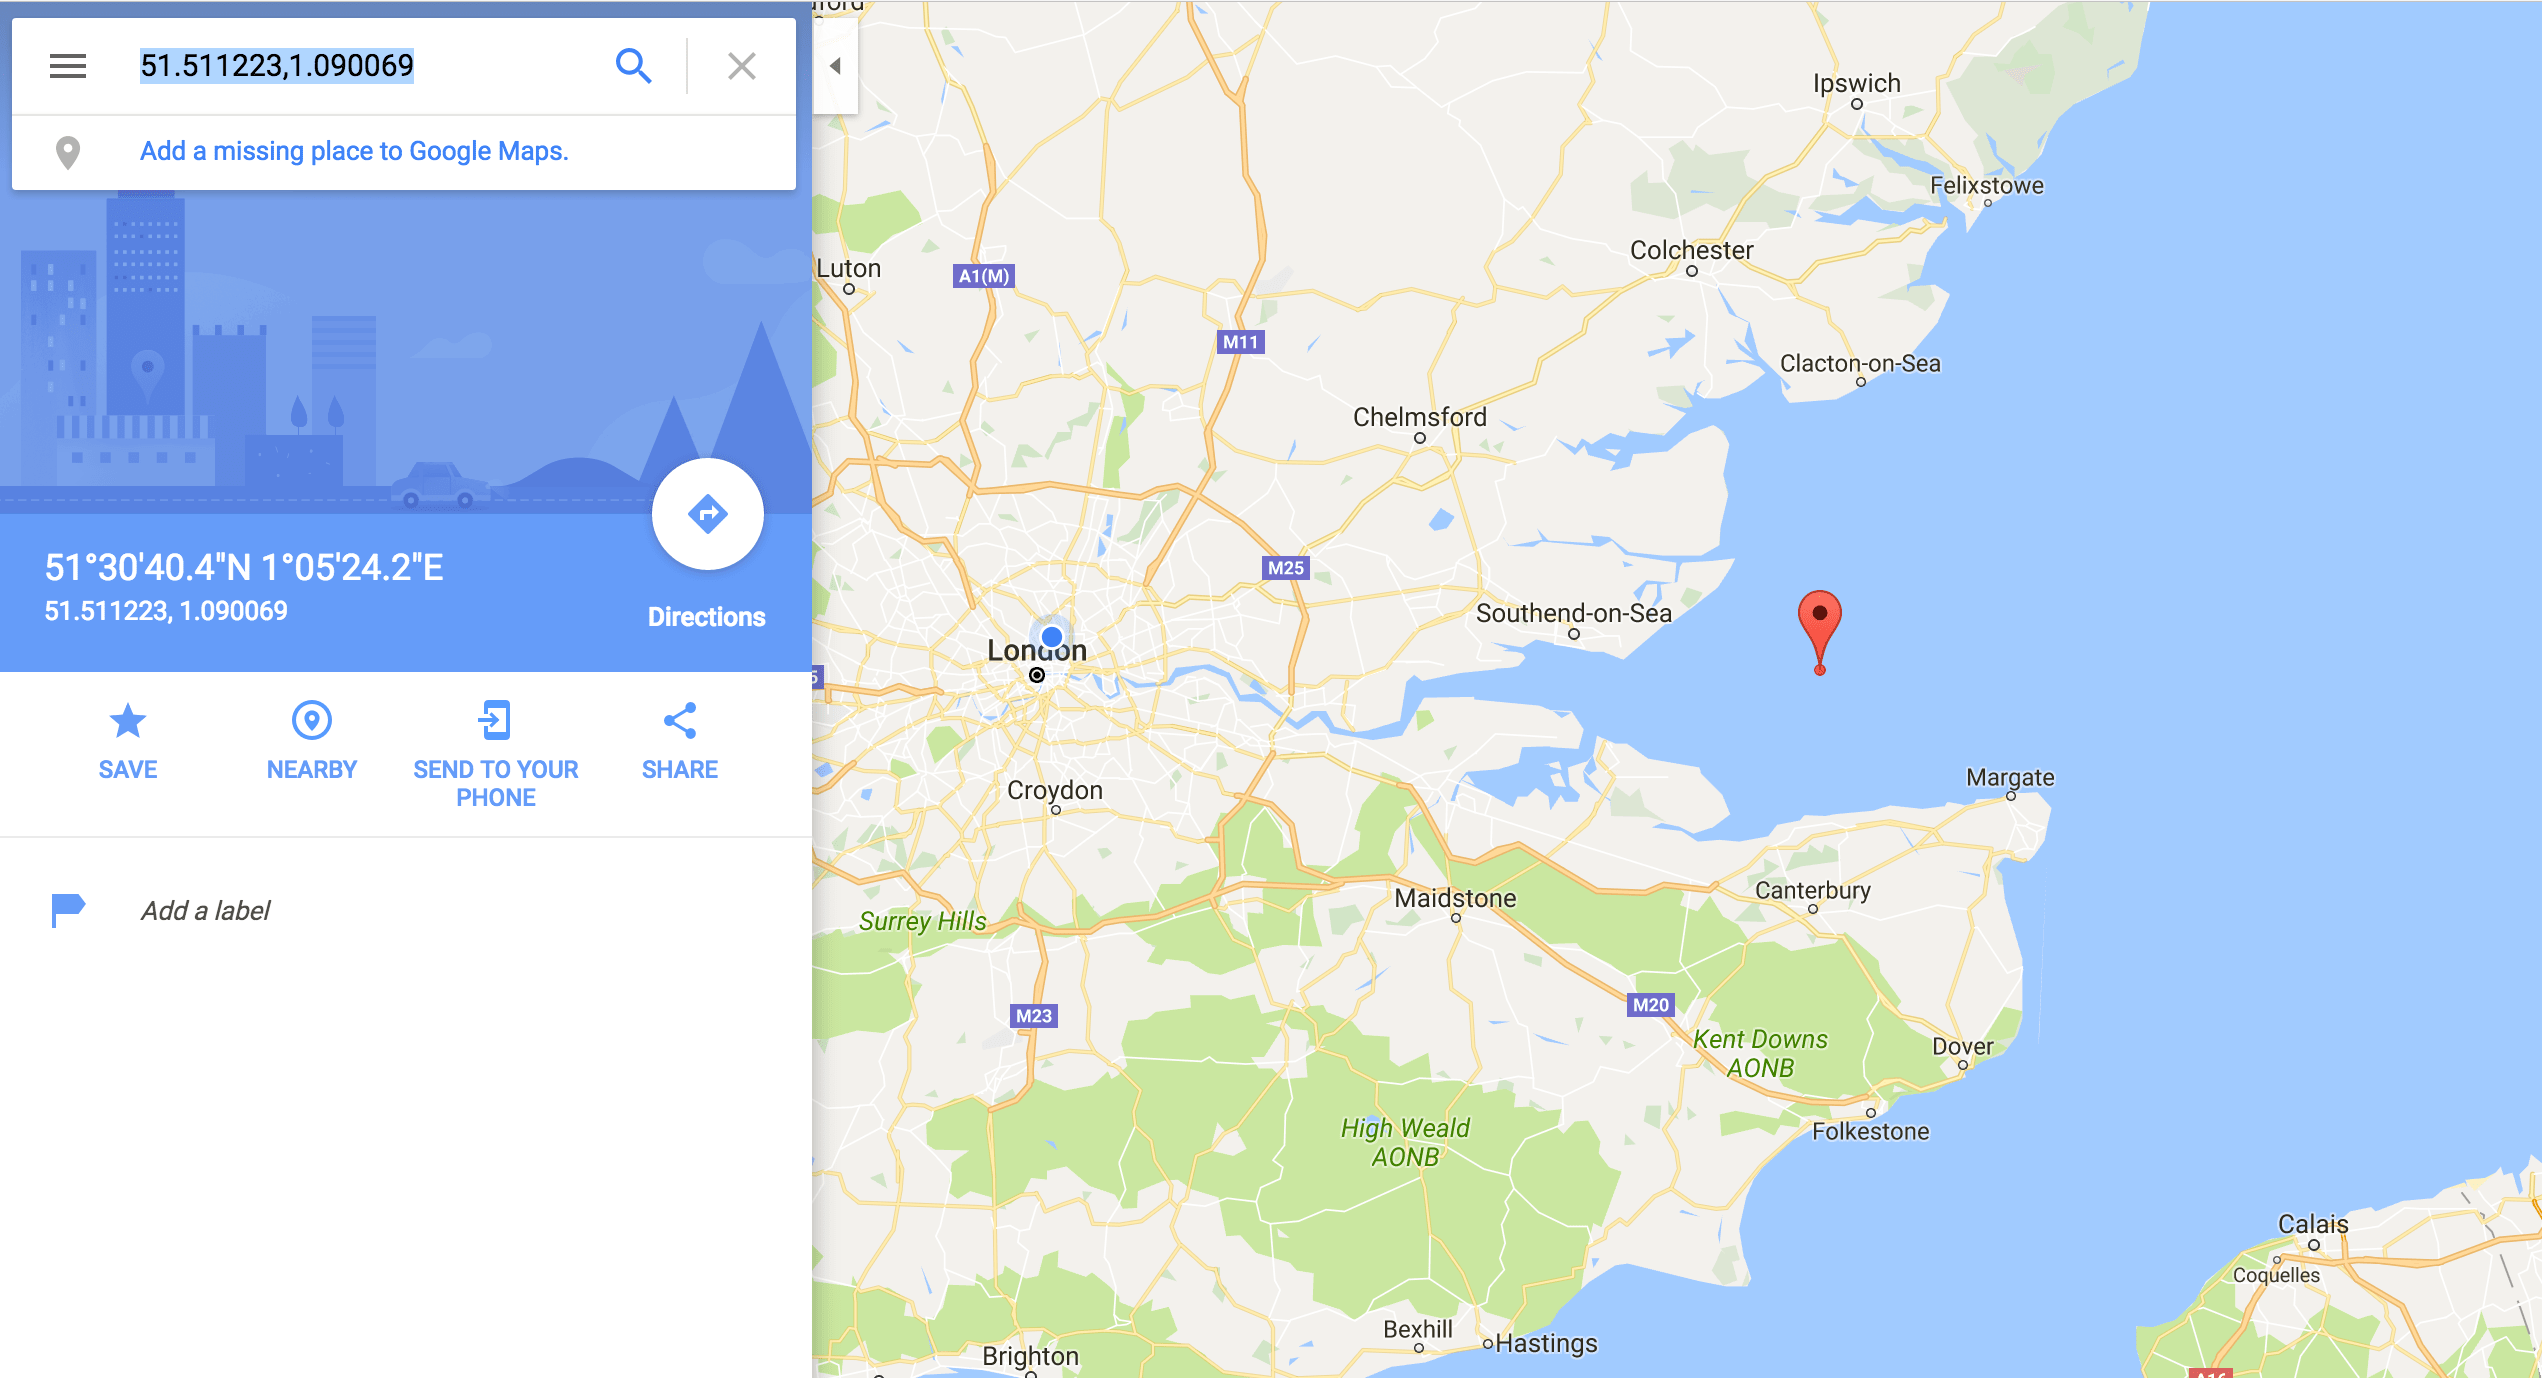 51.511223,1.090069
Add a missing place to Google Maps.
51°30'40.4"N 1°05'24.2"E
51.511223, 1.090069
Directions
SAVE
NEARBY
SEND TO YOUR
PHONE
SHARE
Add a label
Ipswich
Felixstowe
Colchester
Luton
A1(M)
M11
Clacton-on-Sea
Chelmsford
M25
Southend-on-Sea
London
Croydon
Margate
Maidstone
Canterbury
Surrey Hills
M20
M23
Kent Downs
AONB
Dover
High Weald
AONB
Folkestone
Calais
Coquelles
Bexhill
Hastings
Brighton